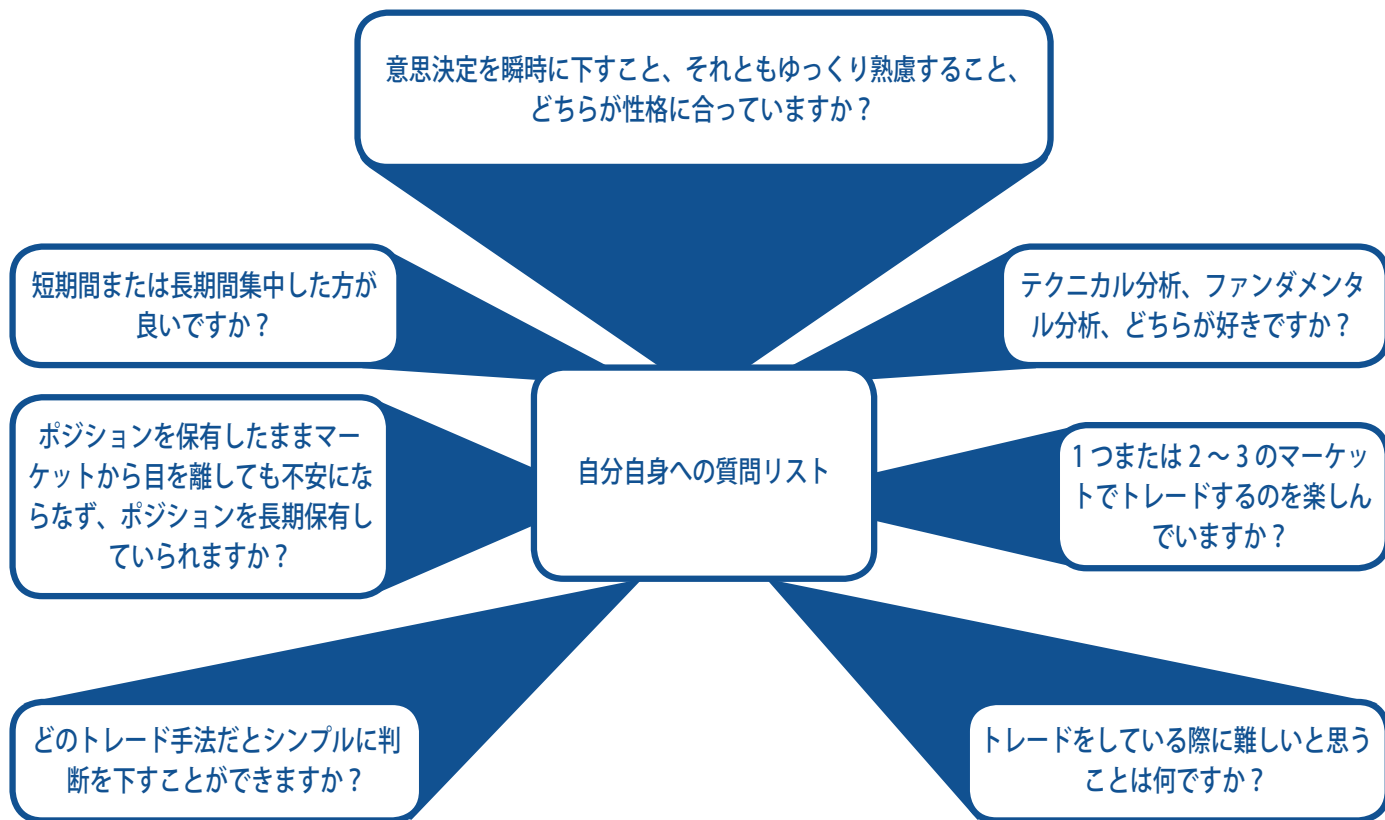 意思決定を瞬時に下すこと、それともゆっくり熟慮すること、
どちらが性格に合っていますか？
短期間または長期間集中した方が
良いですか？
テクニカル分析、ファンダメンタ
ル分析、どちらが好きですか？
ポジションを保有したままマー
ケットから目を離しても不安にな
らなず、ポジションを長期保有し
ていられますか？
自分自身への質問リスト
1 つまたは 2 〜 3 のマーケッ
トでトレードするのを楽しん
でいますか？
どのトレード手法だとシンプルに判
断を下すことができますか？
トレードをしている際に難しいと思う
ことは何ですか？